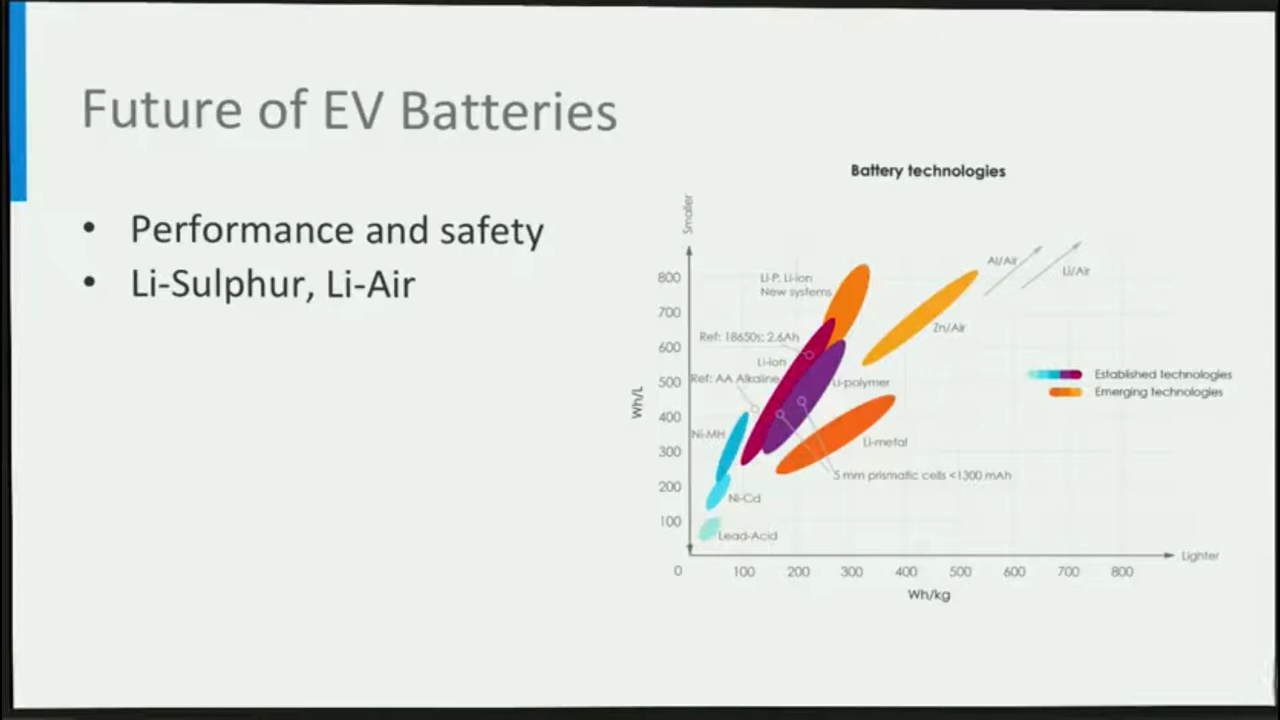 Future of EV Batteries
• Performance and safety
• Li-Sulphur, Li-Air
Battery technologies
Smaller
Wh/L
800
700
600
500
400
300
200
100
0
100 200 300 400 500 600 700 800
Wh/kg
Lighter
Li-P, Li-ion
New systems
Al/Air
Li/Air
Zn/Air
Ref: 18650s; 2.6Ah
Li-ion
Ref: AA Alkaline
Li-polymer
Ni-MH
Li-metal
5 mm prismatic cells <1300 mAh
Ni-Cd
Lead-Acid
Established technologies
Emerging technologies